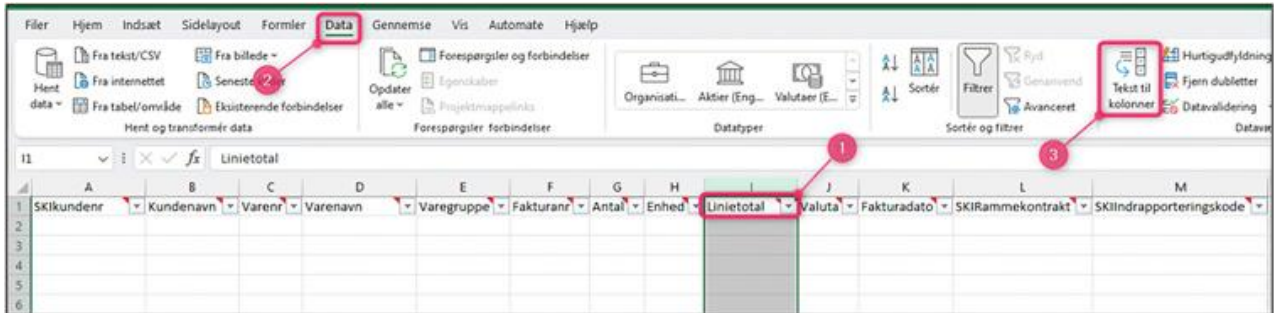 Filer Hjem Indsæt Sidelayout Formler Data Gennemse Vis Automate Hjælp
Hent data
Fra tekst/CSV
Fra internettet
Fra tabel/område
Fra billede
Seneste
Eksisterende forbindelser
Hent og transformér data
2
Opdater alle
Forespørgsler og forbindelser
Egenskaber
Projektmappelinks
Forespørgsler forbindelser
Organisati... Aktier (Eng... Valutaer (E...
Datatyper
Sortér
Filtrer
Ryd
Genanvend
Avanceret
Sortér og filtrer
Tekst til kolonner
Hurtigudfyldning
Fjern dubletter
Datavalidering
3
1
I1 fx Linietotal
A B C D E F G H I J K L M
1 SKIkundenr Kundenavn Varenr Varenavn Varegruppe Fakturanr Antal Enhed Linietotal Valuta Fakturadato SKIRammekontrakt SKIIndrapporteringskode
2
3
4
5
6